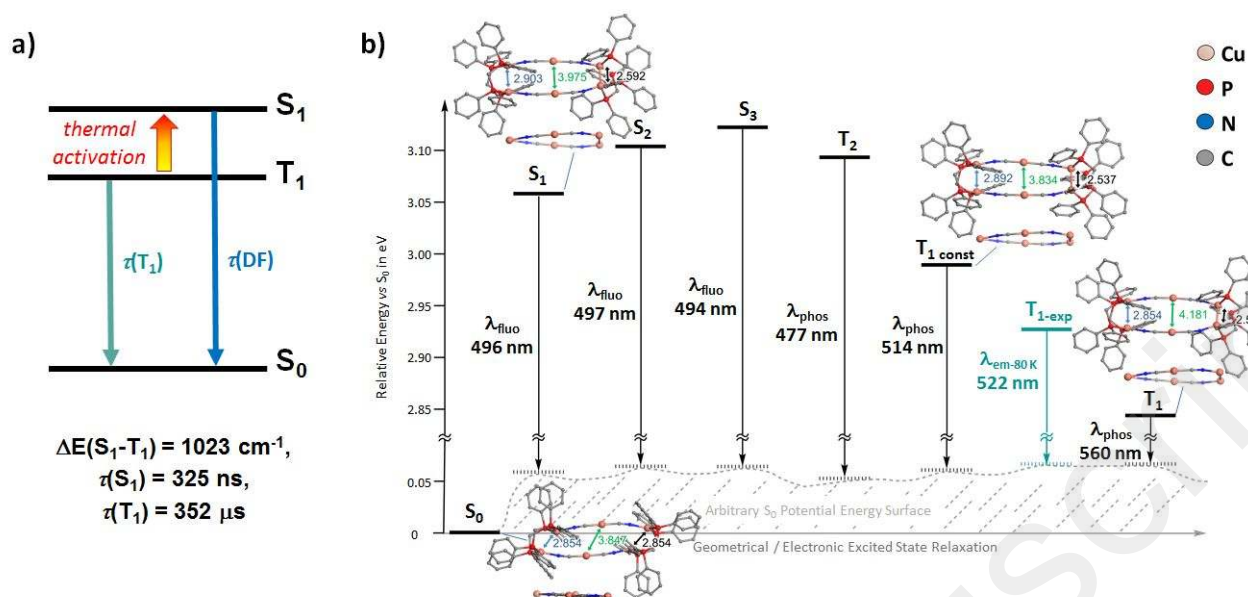 a)
S1
thermal
activation
T1
τ(T1)
τ(DF)
S0
ΔE(S1-T1) = 1023 cm-1,
τ(S1) = 325 ns,
τ(T1) = 352 μs
b)
Cu
P
N
C
Relative Energy vs S0 in eV
3.10
3.05
3.00
2.95
2.90
2.85
0.05
0
2.903
3.975
2.592
S1
λfluo
496 nm
S2
λfluo
497 nm
S3
λfluo
494 nm
T2
λphos
477 nm
2.892
3.834
2.537
T1 const
λphos
514 nm
T1-exp
λem-80 K
522 nm
2.854
4.181
T1
λphos
560 nm
S0
2.854
3.847
2.854
Arbitrary S0 Potential Energy Surface
Geometrical / Electronic Excited State Relaxation